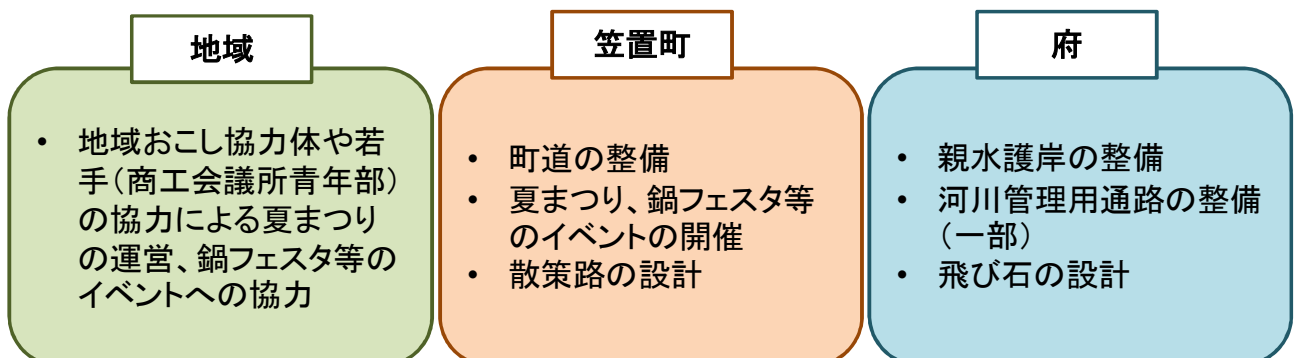 地域
・ 地域おこし協力体や若
手（商工会議所青年部）
の協力による夏まつり
の運営、鍋フェスタ等の
イベントへの協力
笠置町
・ 町道の整備
・ 夏まつり、鍋フェスタ等
のイベントの開催
・ 散策路の設計
府
・ 親水護岸の整備
・ 河川管理用通路の整備
（一部）
・ 飛び石の設計